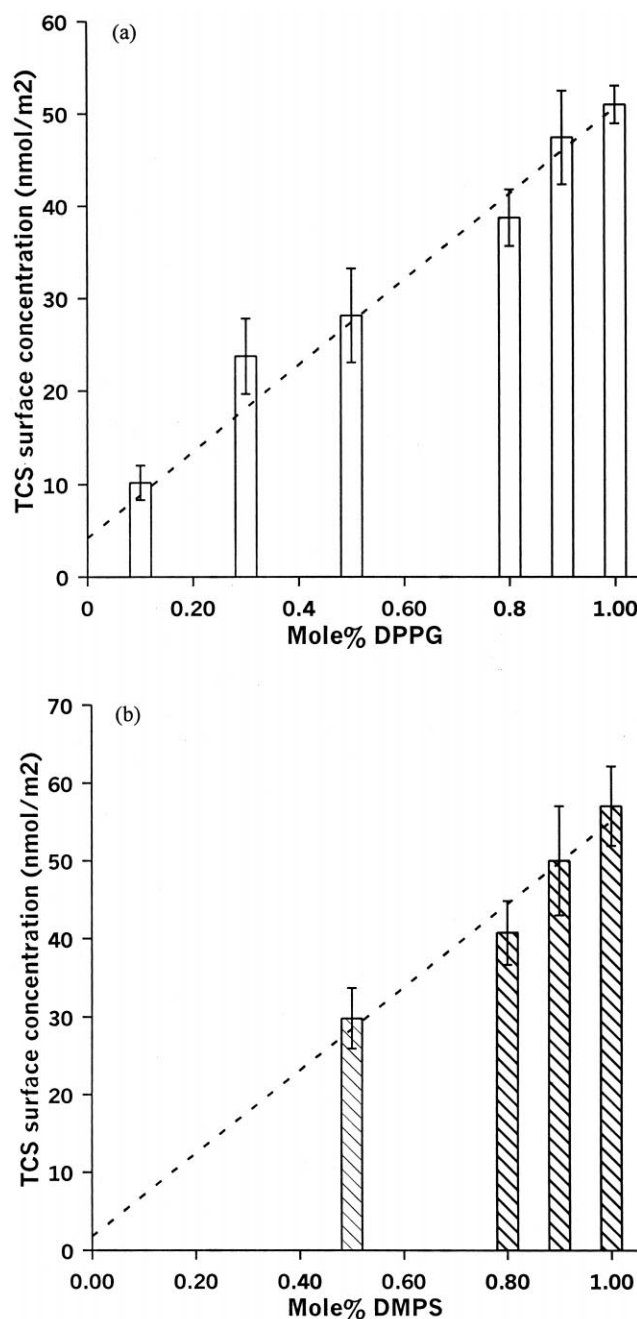 (a)
TCS surface concentration (nmol/m2)
60
50
40
30
20
10
0
0 0.20 0.4 0.60 0.8 1.00
Mole% DPPG
(b)
TCS surface concentration (nmol/m2)
70
60
50
40
30
20
10
0
0.00 0.20 0.40 0.60 0.80 1.00
Mole% DMPS